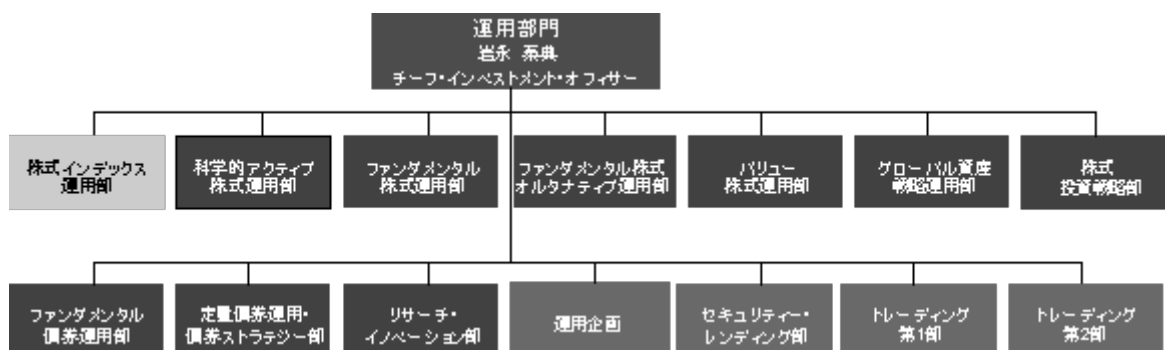 運用部門
岩永 泰典
チーフ・インベストメント・オフィサー
株式インデックス
運用部
科学的アクティブ
株式運用部
ファンダメンタル
株式運用部
ファンダメンタル株式
オルタナティブ運用部
バリュー
株式運用部
グローバル資産
戦略運用部
株式
投資戦略部
ファンダメンタル
債券運用部
定量債券運用・
債券ストラテジー部
リサーチ・
イノベーション部
運用企画
セキュリティー・
レンディング部
トレーディング
第1部
トレーディング
第2部